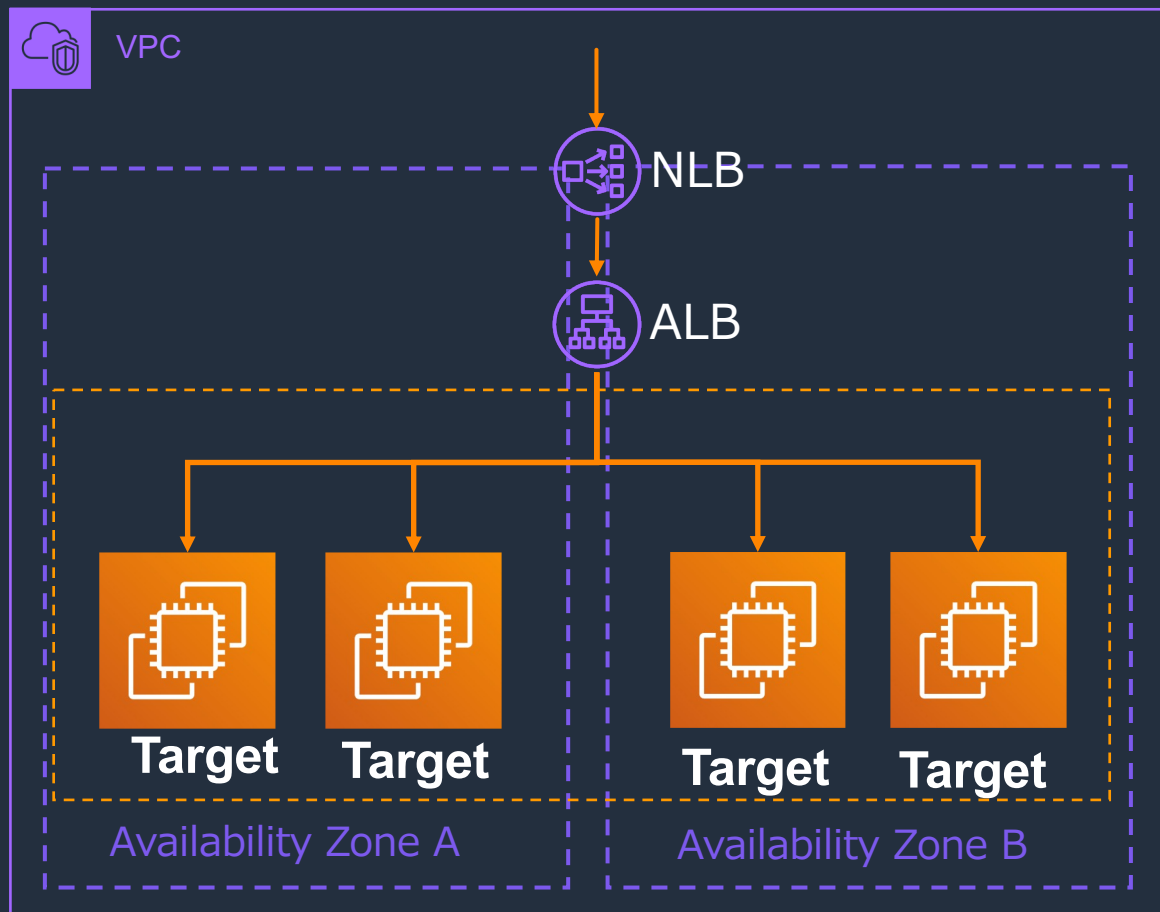 VPC
NLB
ALB
Target
Target
Target
Target
Availability Zone A
Availability Zone B